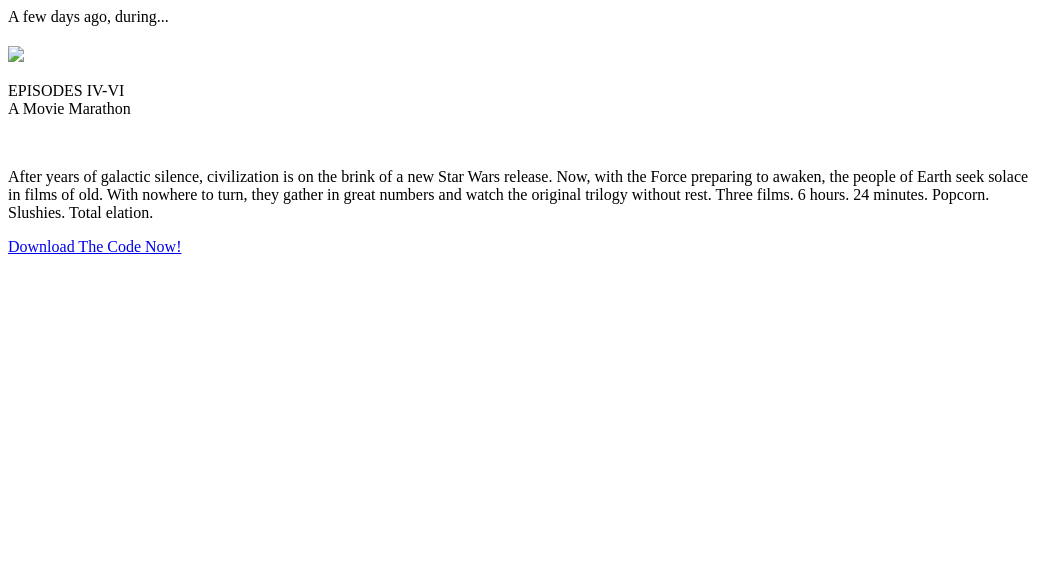 A few days ago, during...
EPISODES IV-VI
A Movie Marathon
After years of galactic silence, civilization is on the brink of a new Star Wars release. Now, with the Force preparing to awaken, the people of Earth seek solace
in films of old. With nowhere to turn, they gather in great numbers and watch the original trilogy without rest. Three films. 6 hours. 24 minutes. Popcorn.
Slushies. Total elation.
Download The Code Now!